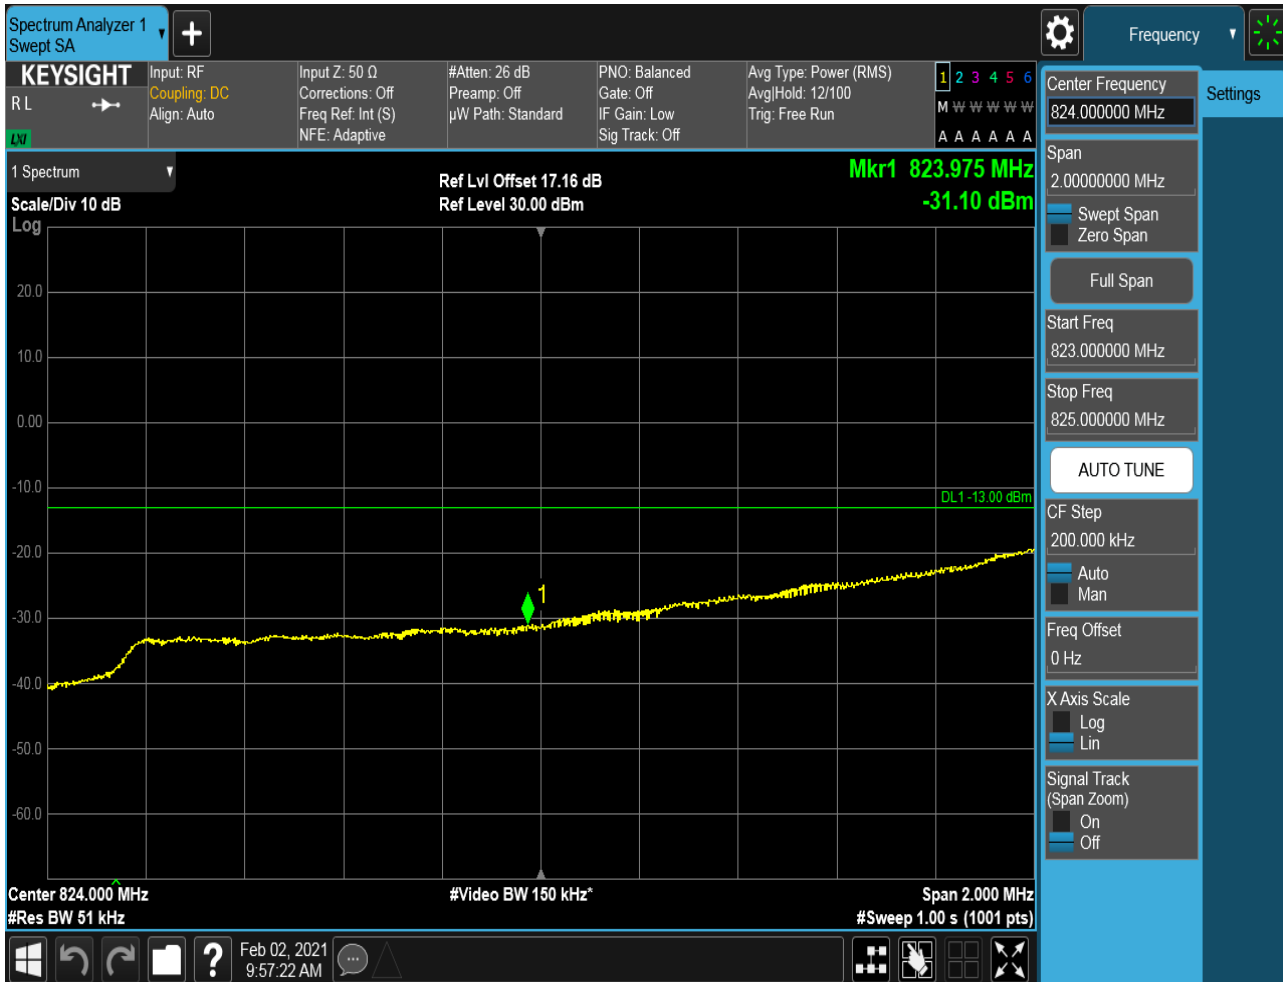 Spectrum Analyzer 1
Swept SA
+
Frequency
KEYSIGHT
R L
LXI
Input: RF
Coupling: DC
Align: Auto
Input Z: 50 Ω
Corrections: Off
Freq Ref: Int (S)
NFE: Adaptive
#Atten: 26 dB
Preamp: Off
µW Path: Standard
PNO: Balanced
Gate: Off
IF Gain: Low
Sig Track: Off
Avg Type: Power (RMS)
Avg|Hold: 12/100
Trig: Free Run
1 2 3 4 5 6
M W W W W W
A A A A A A
1 Spectrum
Scale/Div 10 dB
Log
Ref Lvl Offset 17.16 dB
Ref Level 30.00 dBm
Mkr1 823.975 MHz
-31.10 dBm
20.0
10.0
0.00
-10.0
-20.0
-30.0
-40.0
-50.0
-60.0
DL1 -13.00 dBm
1
Center 824.000 MHz
#Res BW 51 kHz
#Video BW 150 kHz*
Span 2.000 MHz
#Sweep 1.00 s (1001 pts)
Center Frequency
824.000000 MHz
Span
2.00000000 MHz
Swept Span
Zero Span
Full Span
Start Freq
823.000000 MHz
Stop Freq
825.000000 MHz
AUTO TUNE
CF Step
200.000 kHz
Auto
Man
Freq Offset
0 Hz
X Axis Scale
Log
Lin
Signal Track
(Span Zoom)
On
Off
Settings
?
Feb 02, 2021
9:57:22 AM